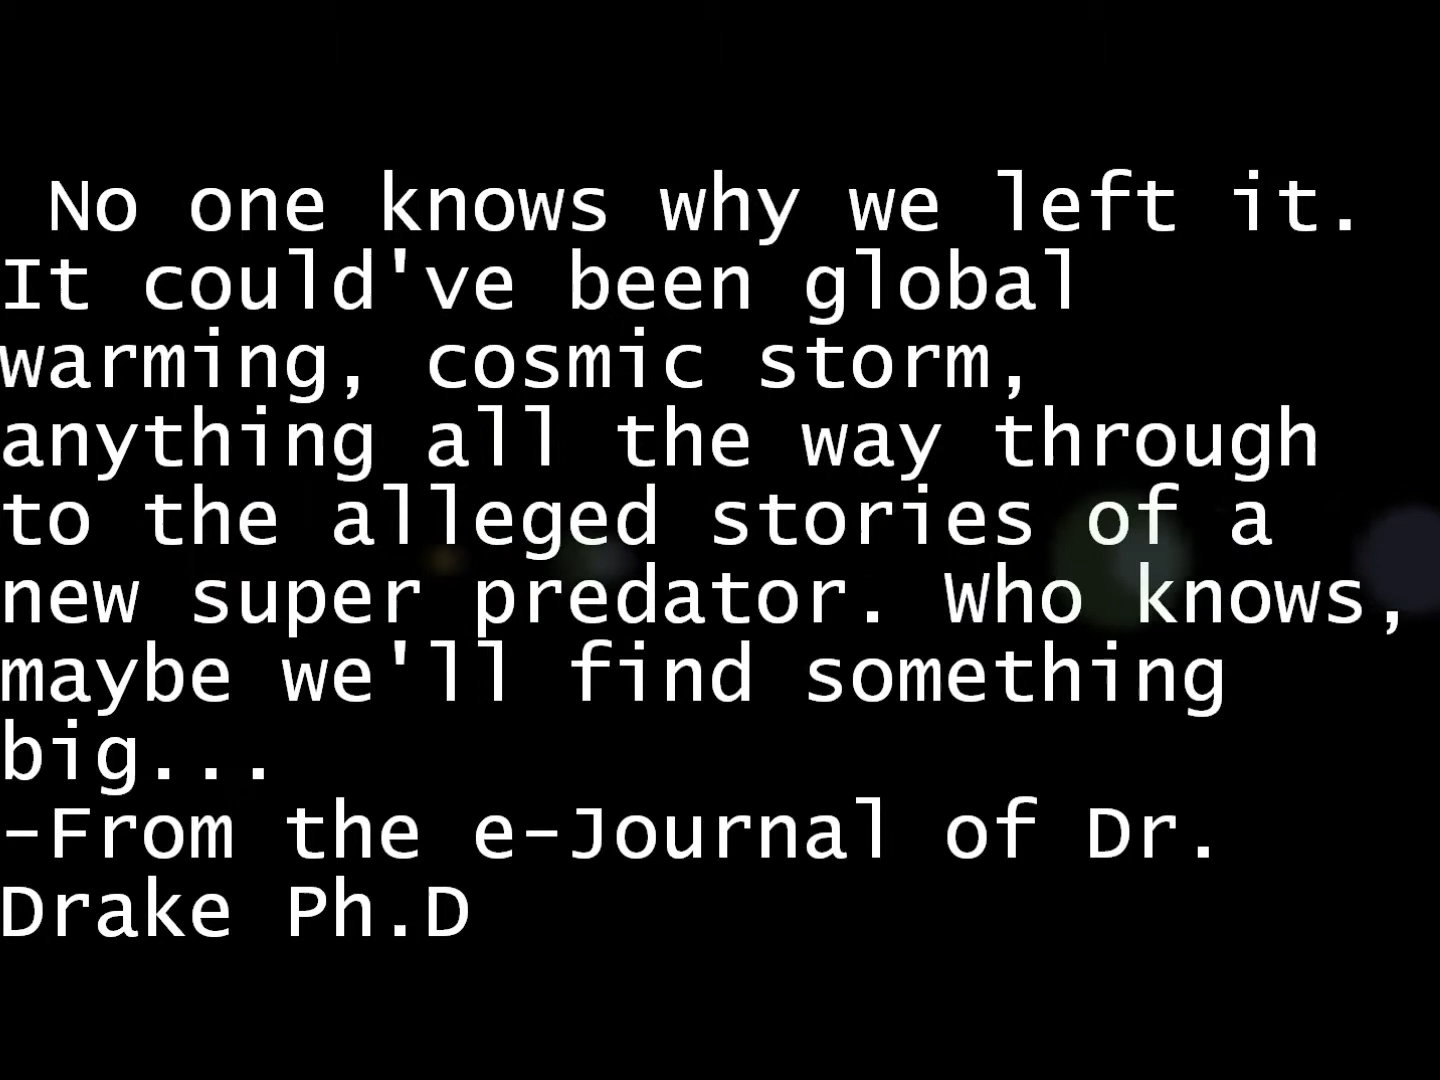 No one knows why we left it.
It could've been global
warming, cosmic storm,
anything all the way through
to the alleged stories of a
new super predator. Who knows,
maybe we'll find something
big...
-From the e-Journal of Dr.
Drake Ph.D